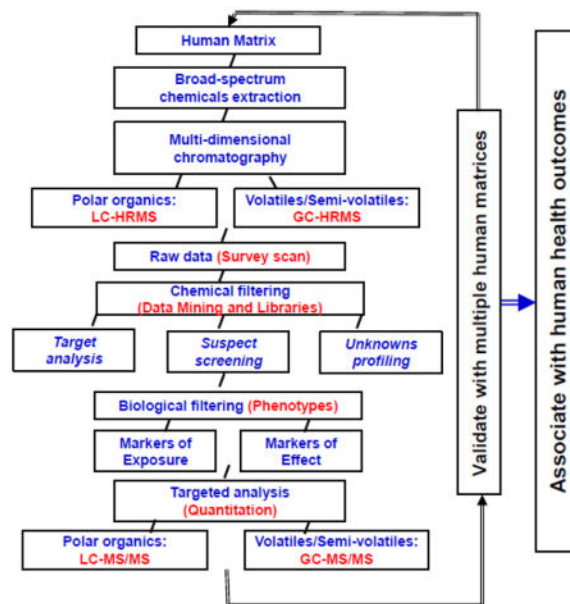 Human Matrix
Broad-spectrum
chemicals extraction
Multi-dimensional
chromatography
Polar organics:
LC-HRMS
Volatiles/Semi-volatiles:
GC-HRMS
Raw data (Survey scan)
Chemical filtering
(Data Mining and Libraries)
Target
analysis
Suspect
screening
Unknowns
profiling
Biological filtering (Phenotypes)
Markers of
Exposure
Markers of
Effect
Targeted analysis
(Quantitation)
Polar organics:
LC-MS/MS
Volatiles/Semi-volatiles:
GC-MS/MS
Validate with multiple human matrices
Associate with human health outcomes